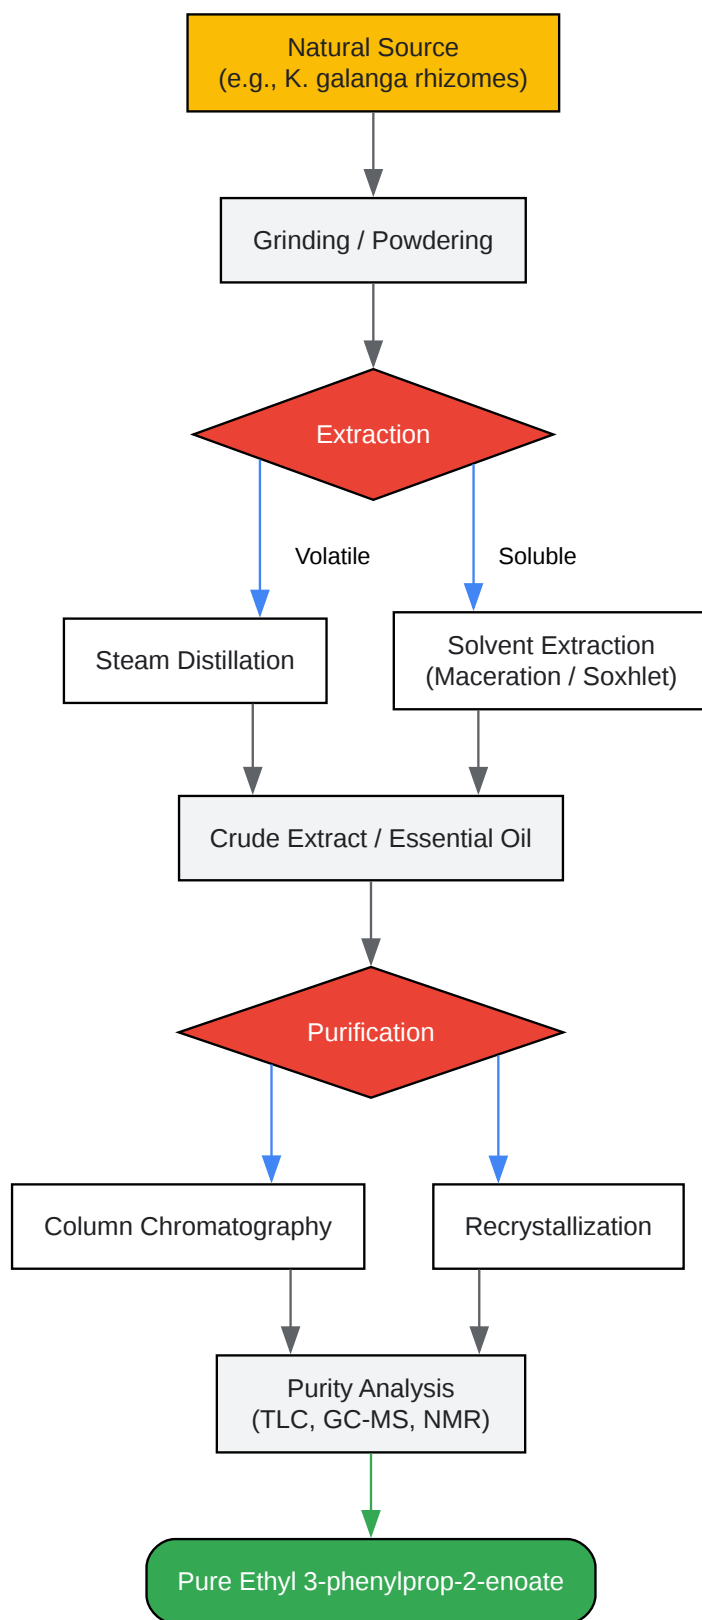 Natural Source
(e.g., K. galanga rhizomes)
Grinding / Powdering
Extraction
Volatile
Soluble
Steam Distillation
Solvent Extraction
(Maceration / Soxhlet)
Crude Extract / Essential Oil
Purification
Column Chromatography
Recrystallization
Purity Analysis
(TLC, GC-MS, NMR)
Pure Ethyl 3-phenylprop-2-enoate